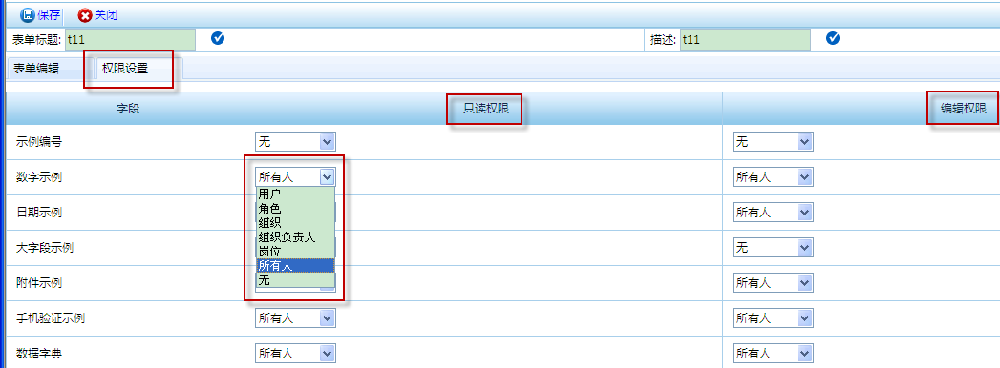 保存 关闭
表单标题: t11 描述: t11
表单编辑 权限设置
字段 只读权限 编辑权限
示例编号 无 无
数字示例 所有人 所有人
用户
角色
组织
组织负责人
岗位
所有人
无
日期示例 所有人
大字段示例 无
附件示例 所有人
手机验证示例 所有人 所有人
数据字典 所有人 所有人